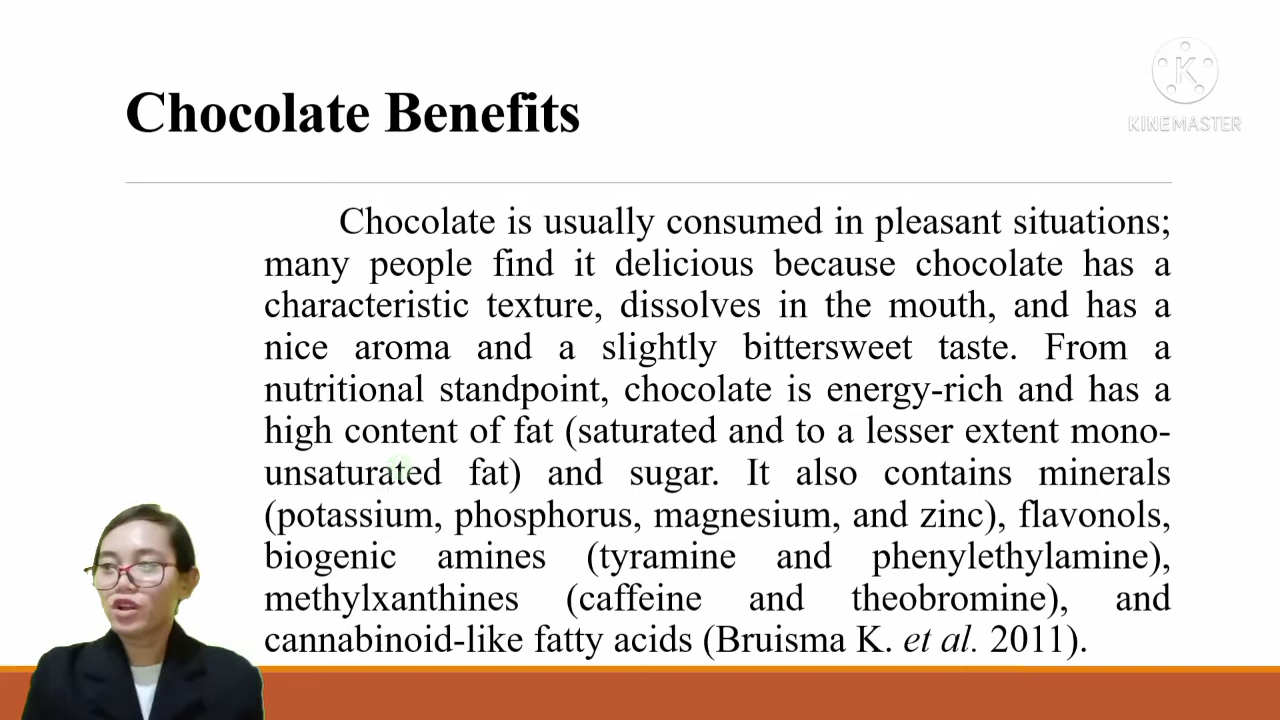 Chocolate Benefits
K
KINEMASTER
Chocolate is usually consumed in pleasant situations;
many people find it delicious because chocolate has a
characteristic texture, dissolves in the mouth, and has a
nice aroma and a slightly bittersweet taste. From a
nutritional standpoint, chocolate is energy-rich and has a
high content of fat (saturated and to a lesser extent mono-
unsaturated fat) and sugar. It also contains minerals
(potassium, phosphorus, magnesium, and zinc), flavonols,
biogenic amines (tyramine and phenylethylamine),
methylxanthines (caffeine and theobromine), and
cannabinoid-like fatty acids (Bruisma K. et al. 2011).